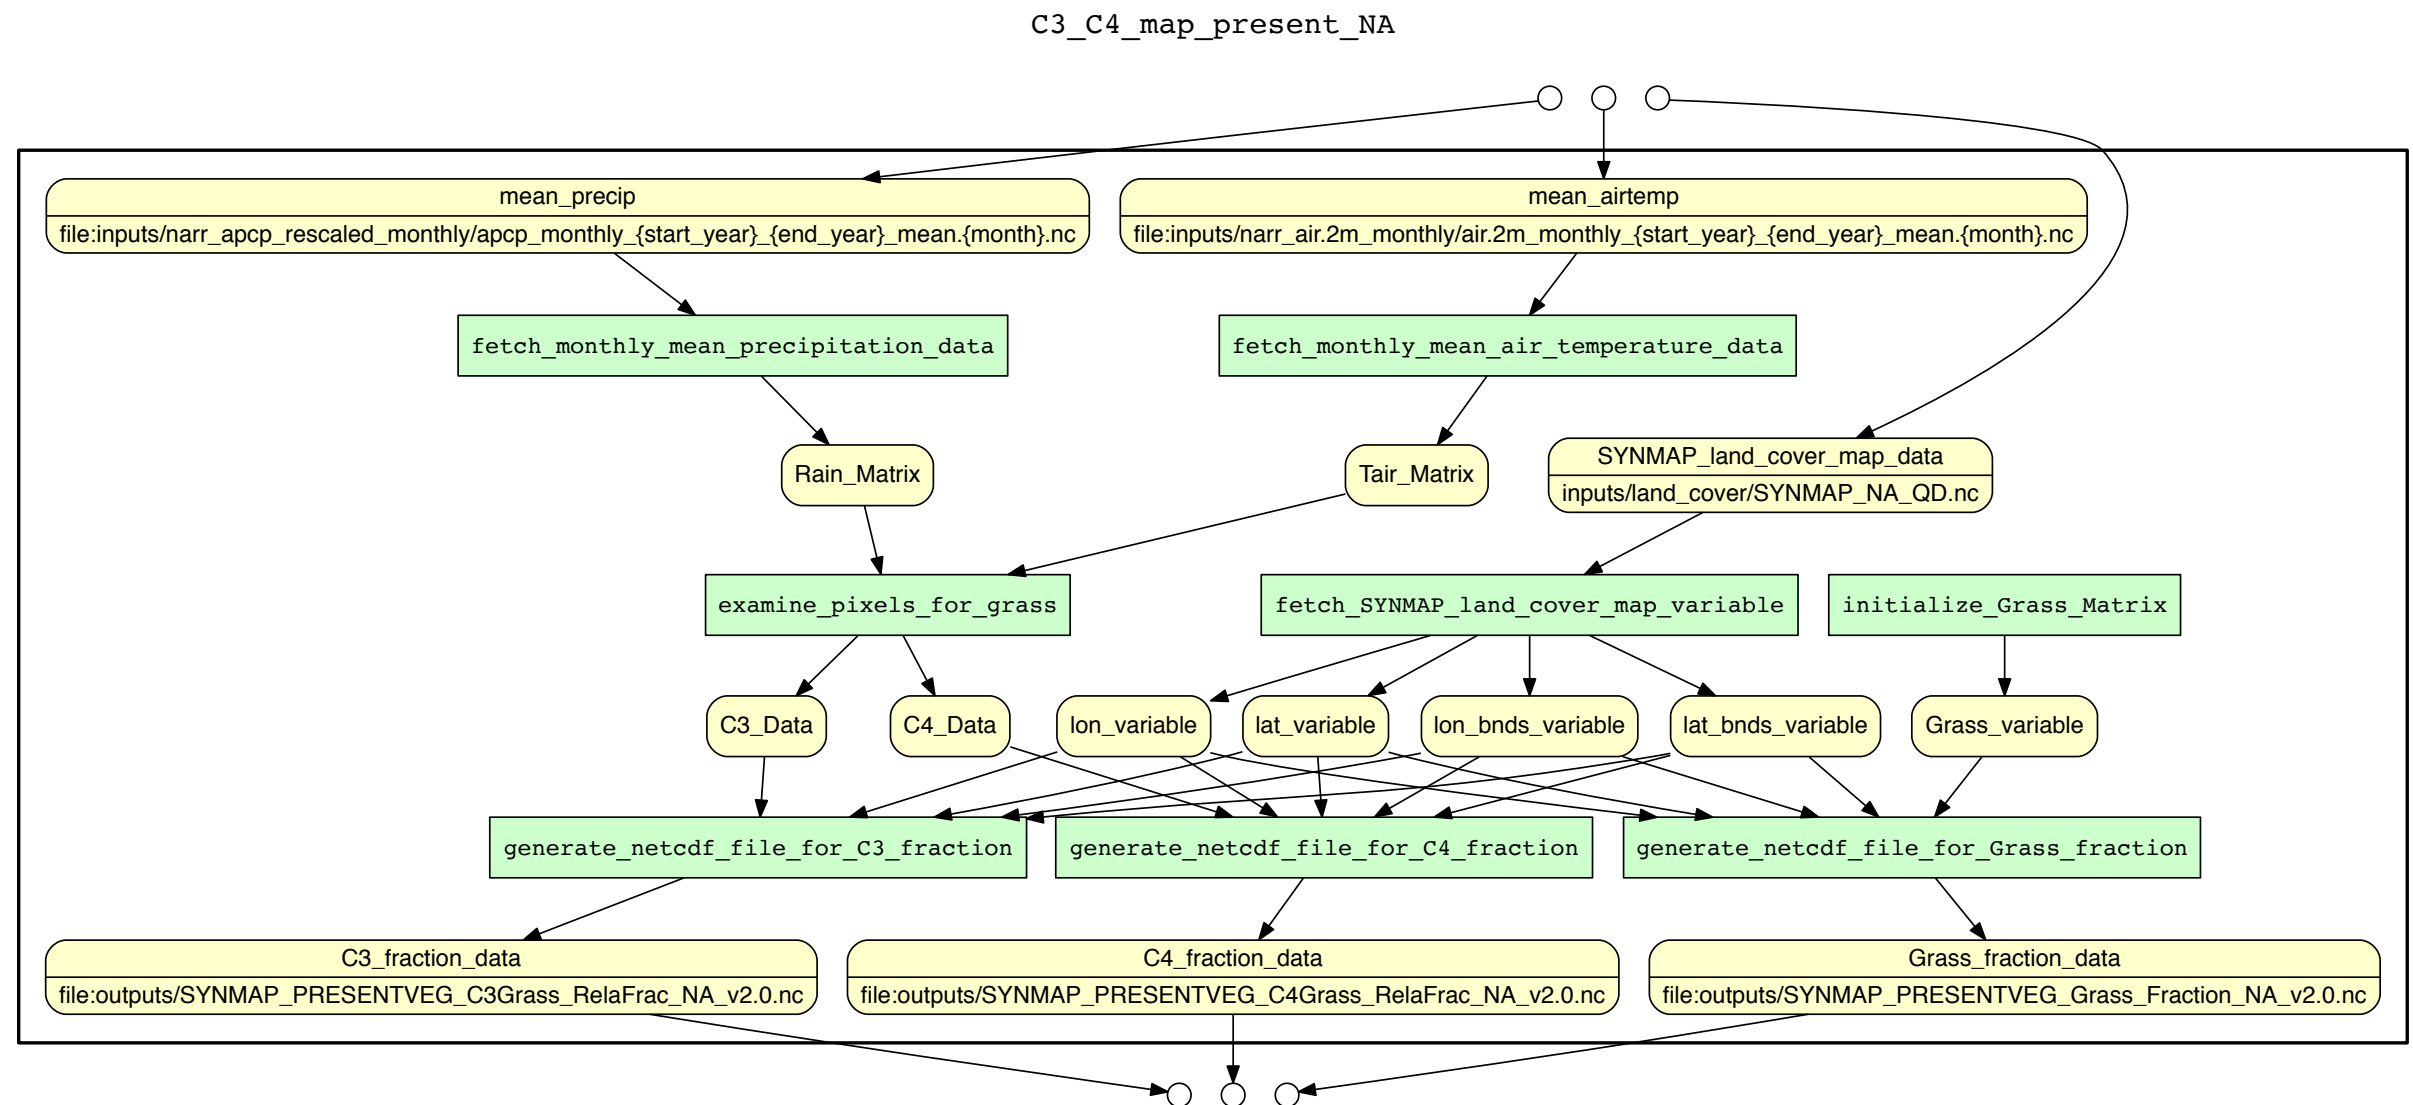 C3_C4_map_present_NA
mean_precip
file:inputs/narr_apcp_rescaled_monthly/apcp_monthly_{start_year}_{end_year}_mean.{month}.nc
mean_airtemp
file:inputs/narr_air.2m_monthly/air.2m_monthly_{start_year}_{end_year}_mean.{month}.nc
fetch_monthly_mean_precipitation_data
fetch_monthly_mean_air_temperature_data
Rain_Matrix
Tair_Matrix
SYNMAP_land_cover_map_data
inputs/land_cover/SYNMAP_NA_QD.nc
examine_pixels_for_grass
fetch_SYNMAP_land_cover_map_variable
initialize_Grass_Matrix
C3_Data
C4_Data
lon_variable
lat_variable
lon_bnds_variable
lat_bnds_variable
Grass_variable
generate_netcdf_file_for_C3_fraction
generate_netcdf_file_for_C4_fraction
generate_netcdf_file_for_Grass_fraction
C3_fraction_data
file:outputs/SYNMAP_PRESENTVEG_C3Grass_RelaFrac_NA_v2.0.nc
C4_fraction_data
file:outputs/SYNMAP_PRESENTVEG_C4Grass_RelaFrac_NA_v2.0.nc
Grass_fraction_data
file:outputs/SYNMAP_PRESENTVEG_Grass_Fraction_NA_v2.0.nc